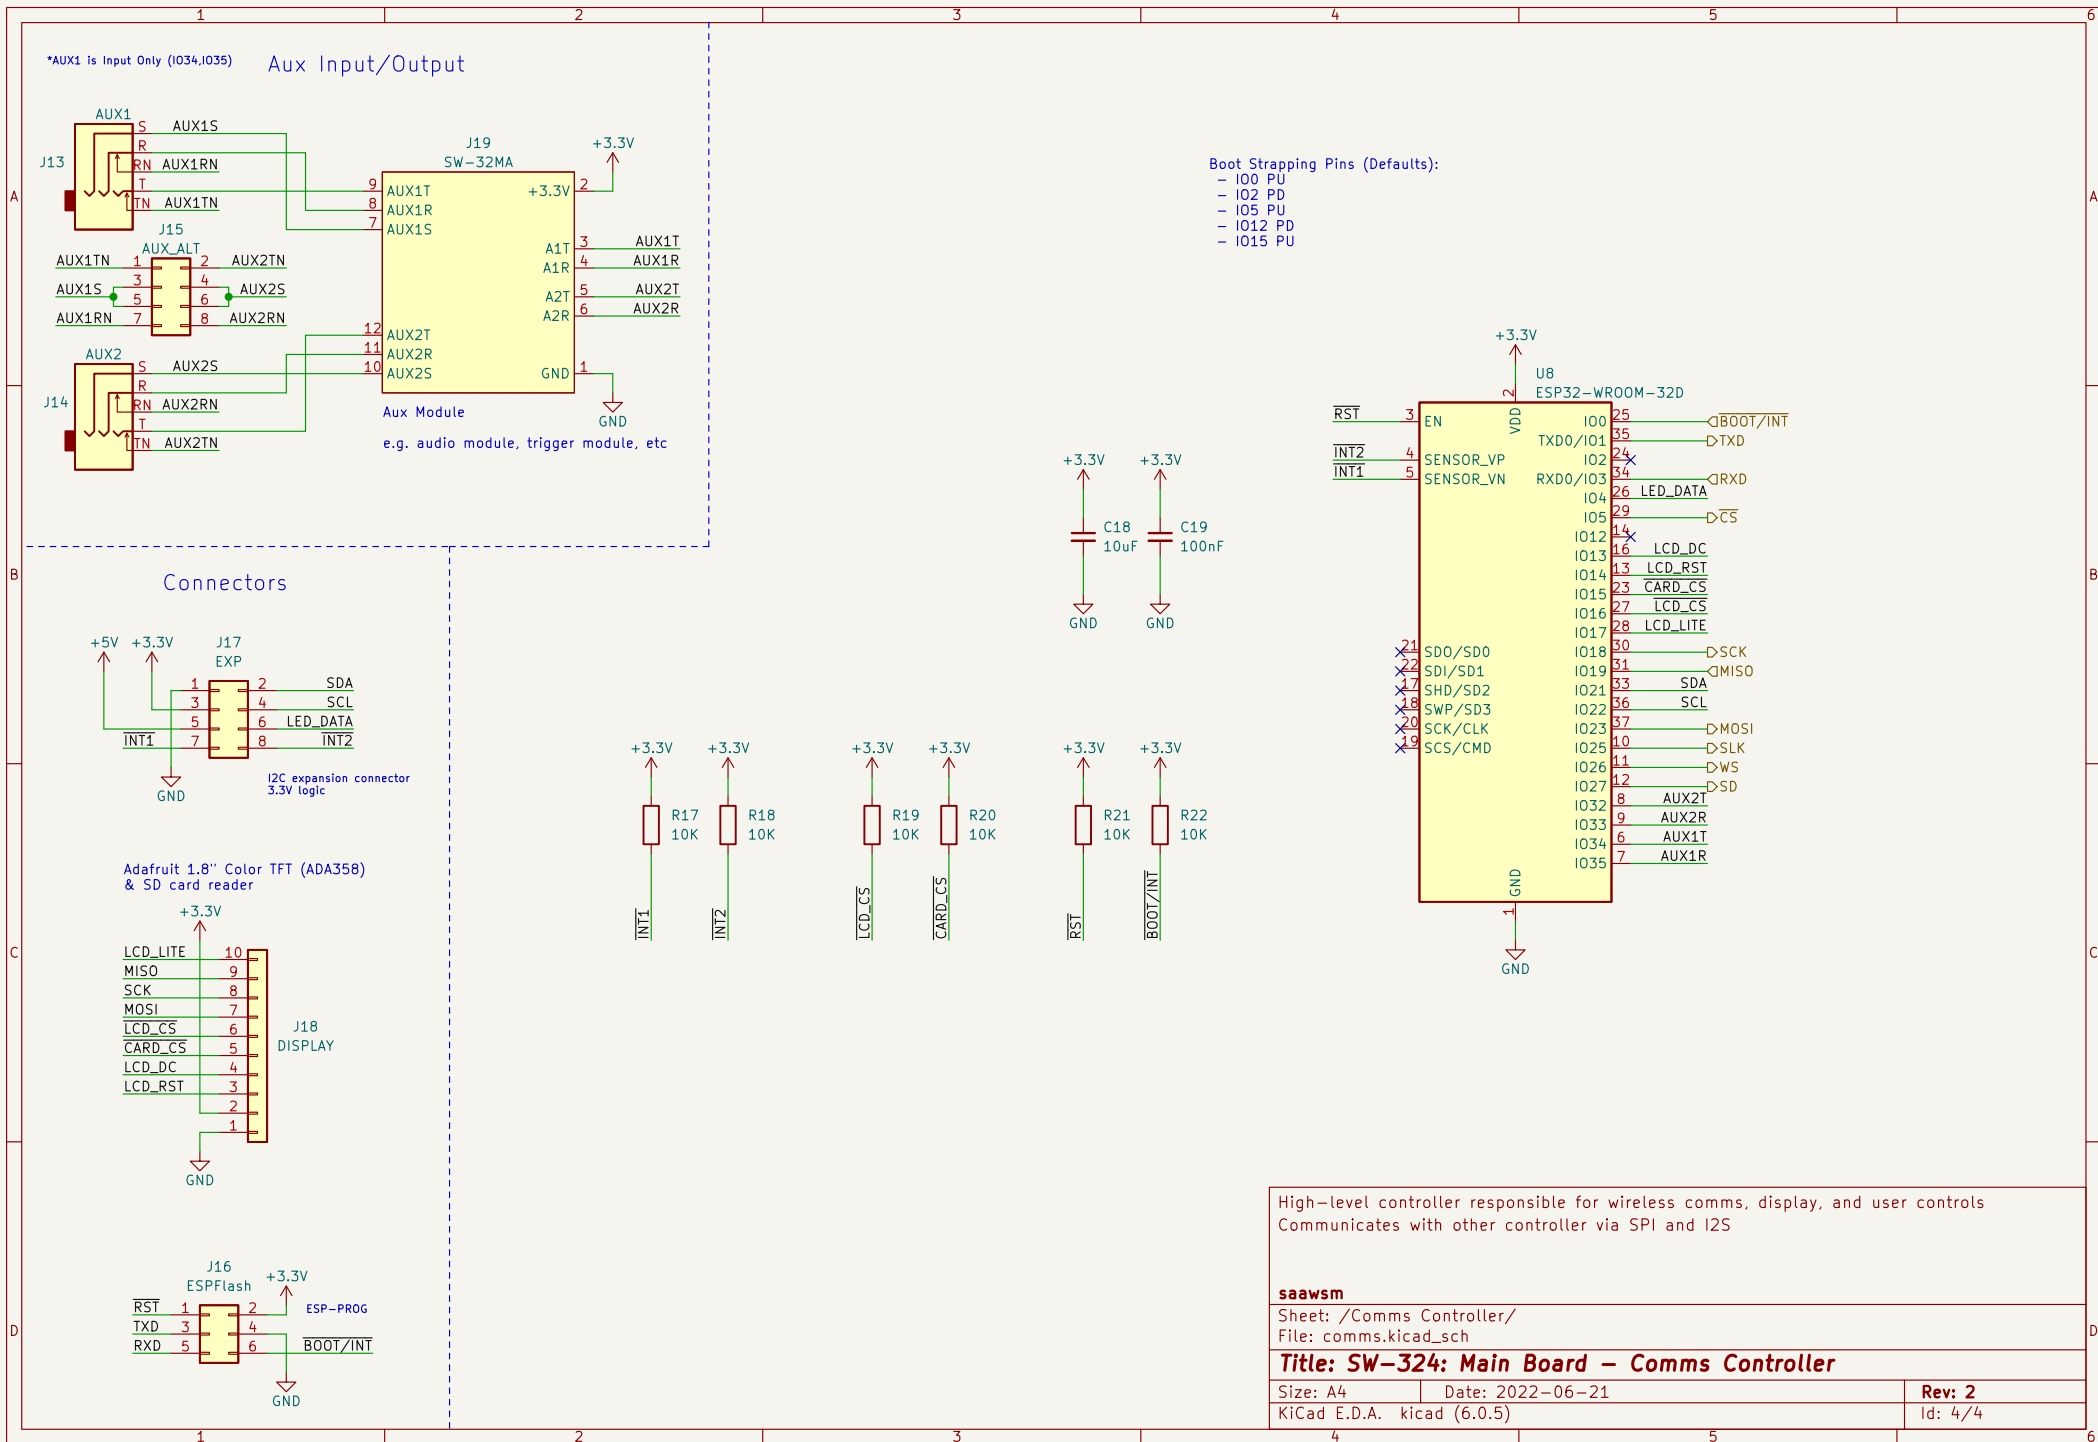 1 2 3 4 5 6
*AUX1 is Input Only (IO34,IO35)
Aux Input/Output
AUX1
J13
S AUX1S
R
RN AUX1RN
T
TN AUX1TN
J15
AUX_ALT
AUX1TN 1 2 AUX2TN
3 4
AUX1S AUX2S
5 6
AUX1RN 7 8 AUX2RN
AUX2
J14
S AUX2S
R
RN AUX2RN
T
TN AUX2TN
J19
SW-32MA
+3.3V
9 AUX1T +3.3V 2
8 AUX1R
7 AUX1S
A1T 3 AUX1T
A1R 4 AUX1R
A2T 5 AUX2T
A2R 6 AUX2R
12 AUX2T
11 AUX2R
10 AUX2S GND 1
GND
Aux Module
e.g. audio module, trigger module, etc
Boot Strapping Pins (Defaults):
- IO0 PU
- IO2 PD
- IO5 PU
- IO12 PD
- IO15 PU
Connectors
+5V +3.3V
J17
EXP
1 2 SDA
3 4 SCL
5 6 LED_DATA
INT1 7 8 INT2
GND
I2C expansion connector
3.3V logic
Adafruit 1.8" Color TFT (ADA358)
& SD card reader
+3.3V
LCD_LITE 10
MISO 9
SCK 8
MOSI 7
LCD_CS 6
CARD_CS 5
LCD_DC 4
LCD_RST 3
2
1
J18
DISPLAY
GND
J16
ESPFlash
+3.3V
ESP-PROG
RST 1 2
TXD 3 4
RXD 5 6 BOOT/INT
GND
+3.3V +3.3V
C18
10uF
C19
100nF
GND GND
+3.3V +3.3V +3.3V +3.3V +3.3V +3.3V
R17 R18 R19 R20 R21 R22
10K 10K 10K 10K 10K 10K
INT1 INT2 LCD_CS CARD_CS RST BOOT/INT
+3.3V
U8
ESP32-WROOM-32D
2 VDD
RST 3 EN
INT2 4 SENSOR_VP
INT1 5 SENSOR_VN
21 SDO/SD0
22 SDI/SD1
17 SHD/SD2
18 SWP/SD3
20 SCK/CLK
19 SCS/CMD
IO0 25 BOOT/INT
TXD0/IO1 35 TXD
IO2 24
RXD0/IO3 34 RXD
IO4 26 LED_DATA
IO5 29 CS
IO12 14
IO13 16 LCD_DC
IO14 13 LCD_RST
IO15 23 CARD_CS
IO16 27 LCD_CS
IO17 28 LCD_LITE
IO18 30 SCK
IO19 31 MISO
IO21 33 SDA
IO22 36 SCL
IO23 37 MOSI
IO25 10 SLK
IO26 11 WS
IO27 12 SD
IO32 8 AUX2T
IO33 9 AUX2R
IO34 6 AUX1T
IO35 7 AUX1R
GND 1
GND
A A
B B
C C
D D
High-level controller responsible for wireless comms, display, and user controls
Communicates with other controller via SPI and I2S
saawsm
Sheet: /Comms Controller/
File: comms.kicad_sch
Title: SW-324: Main Board - Comms Controller
Size: A4 Date: 2022-06-21 Rev: 2
KiCad E.D.A. kicad (6.0.5) Id: 4/4
1 2 3 4 5 6